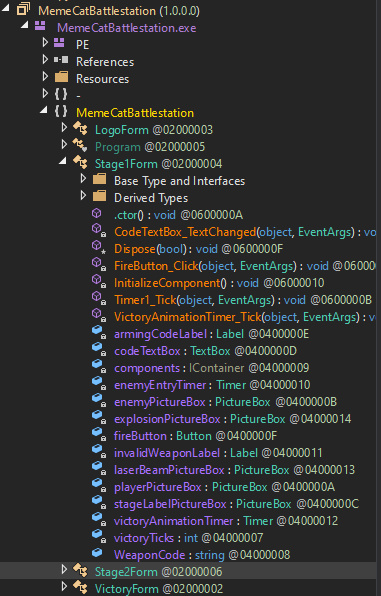 MemeCatBattlestation (1.0.0.0)
MemeCatBattlestation.exe
PE
References
Resources
{ } -
{ } MemeCatBattlestation
LogoForm @02000003
Program @02000005
Stage1Form @02000004
Base Type and Interfaces
Derived Types
.ctor() : void @0600000A
CodeTextBox_TextChanged(object, EventArgs) : void
Dispose(bool) : void @0600000F
FireButton_Click(object, EventArgs) : void @06000
InitializeComponent() : void @06000010
Timer1_Tick(object, EventArgs) : void @0600000B
VictoryAnimationTimer_Tick(object, EventArgs) :
armingCodeLabel : Label @0400000E
codeTextBox : TextBox @0400000D
components : IContainer @04000009
enemyEntryTimer : Timer @04000010
enemyPictureBox : PictureBox @0400000B
explosionPictureBox : PictureBox @04000014
fireButton : Button @0400000F
invalidWeaponLabel : Label @04000011
laserBeamPictureBox : PictureBox @04000013
playerPictureBox : PictureBox @0400000A
stageLabelPictureBox : PictureBox @0400000C
victoryAnimationTimer : Timer @04000012
victoryTicks : int @04000007
WeaponCode : string @04000008
Stage2Form @02000006
VictoryForm @02000002